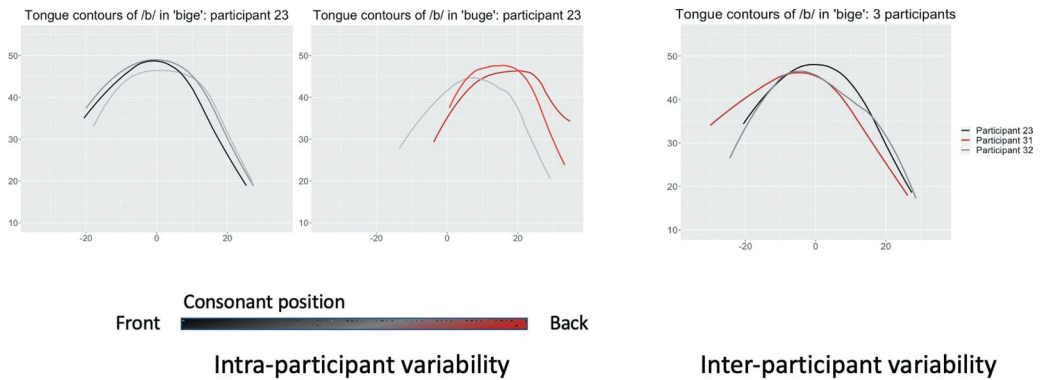 Tongue contours of /b/ in 'bige': participant 23
50-
40-
30-
20-
10-
-20
0
20
Tongue contours of /b/ in 'buge': participant 23
50-
40-
30-
20-
10-
0
20
Tongue contours of /b/ in 'bige': 3 participants
50-
40-
30-
20-
10-
-20
0
20
Participant 23
Participant 31
Participant 32
Consonant position
Front
Back
Intra-participant variability
Inter-participant variability